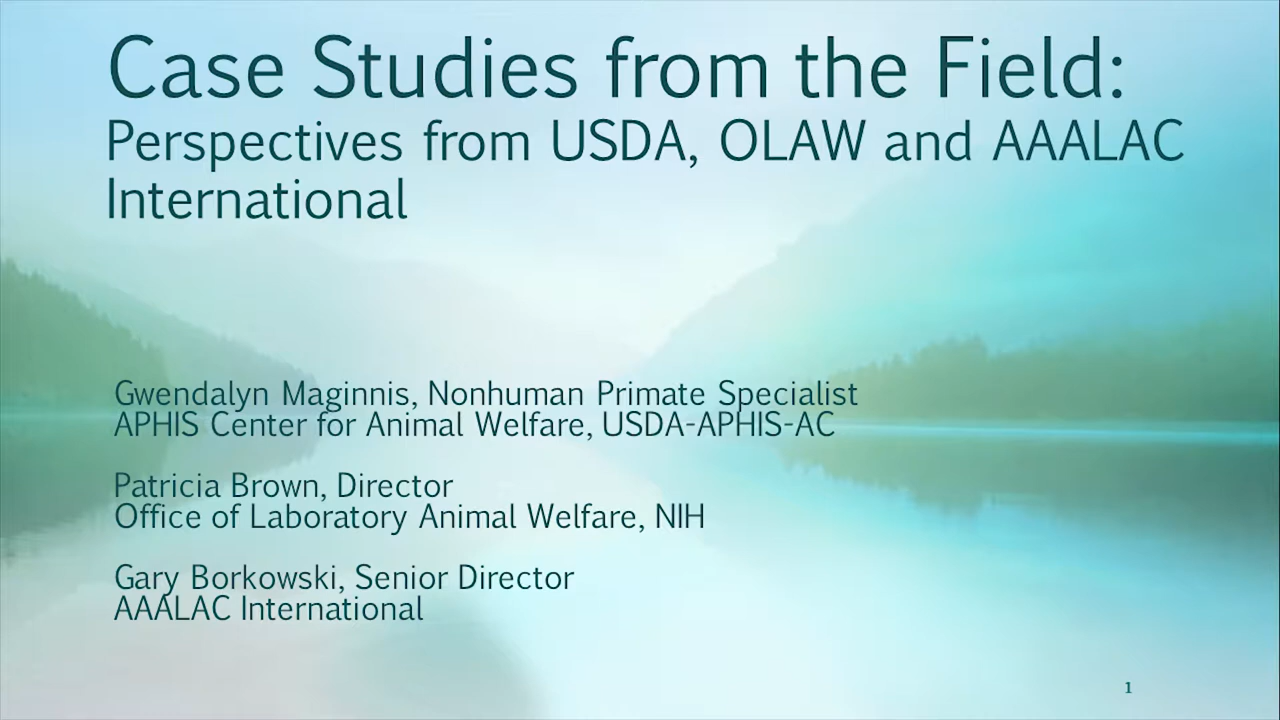 Case Studies from the Field:
Perspectives from USDA, OLAW and AAALAC
International
Gwendalyn Maginnis, Nonhuman Primate Specialist
APHIS Center for Animal Welfare, USDA-APHIS-AC
Patricia Brown, Director
Office of Laboratory Animal Welfare, NIH
Gary Borkowski, Senior Director
AAALAC International
1